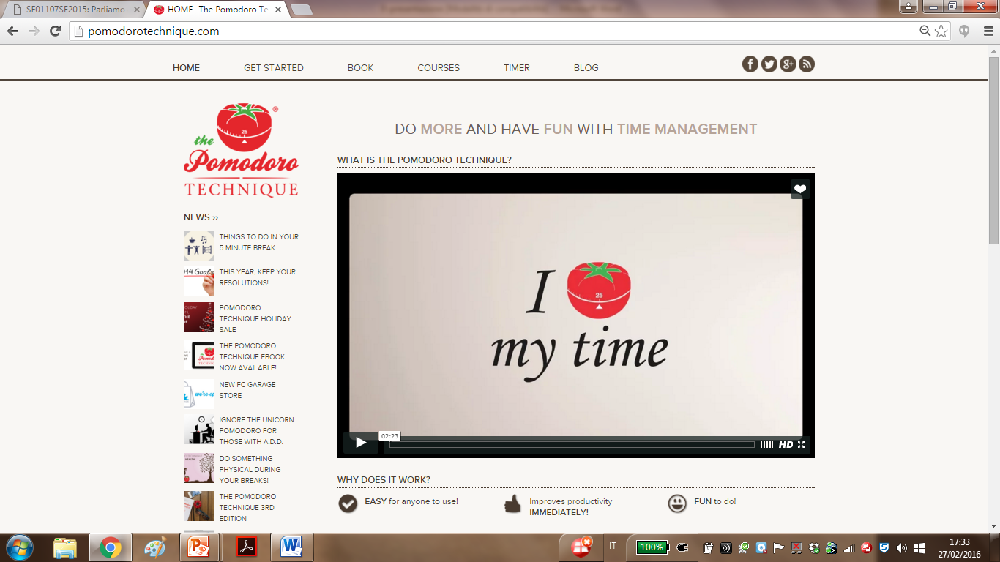 SF01107SF2015: Parliamo
HOME -The Pomodoro Te
pomodorotechnique.com
HOME GET STARTED BOOK COURSES TIMER BLOG
the
Pomodoro®
TECHNIQUE
25
DO MORE AND HAVE FUN WITH TIME MANAGEMENT
WHAT IS THE POMODORO TECHNIQUE?
I
25
my time
02:23
HD
NEWS ››
THINGS TO DO IN YOUR
5 MINUTE BREAK
THIS YEAR, KEEP YOUR
RESOLUTIONS!
POMODORO
TECHNIQUE HOLIDAY
SALE
THE POMODORO
TECHNIQUE EBOOK
NOW AVAILABLE!
NEW FC GARAGE
STORE
IGNORE THE UNICORN:
POMODORO FOR
THOSE WITH A.D.D.
DO SOMETHING
PHYSICAL DURING
YOUR BREAKS!
THE POMODORO
TECHNIQUE 3RD
EDITION
WHY DOES IT WORK?
EASY for anyone to use!
Improves productivity
IMMEDIATELY!
FUN to do!
IT
100%
17:33
27/02/2016